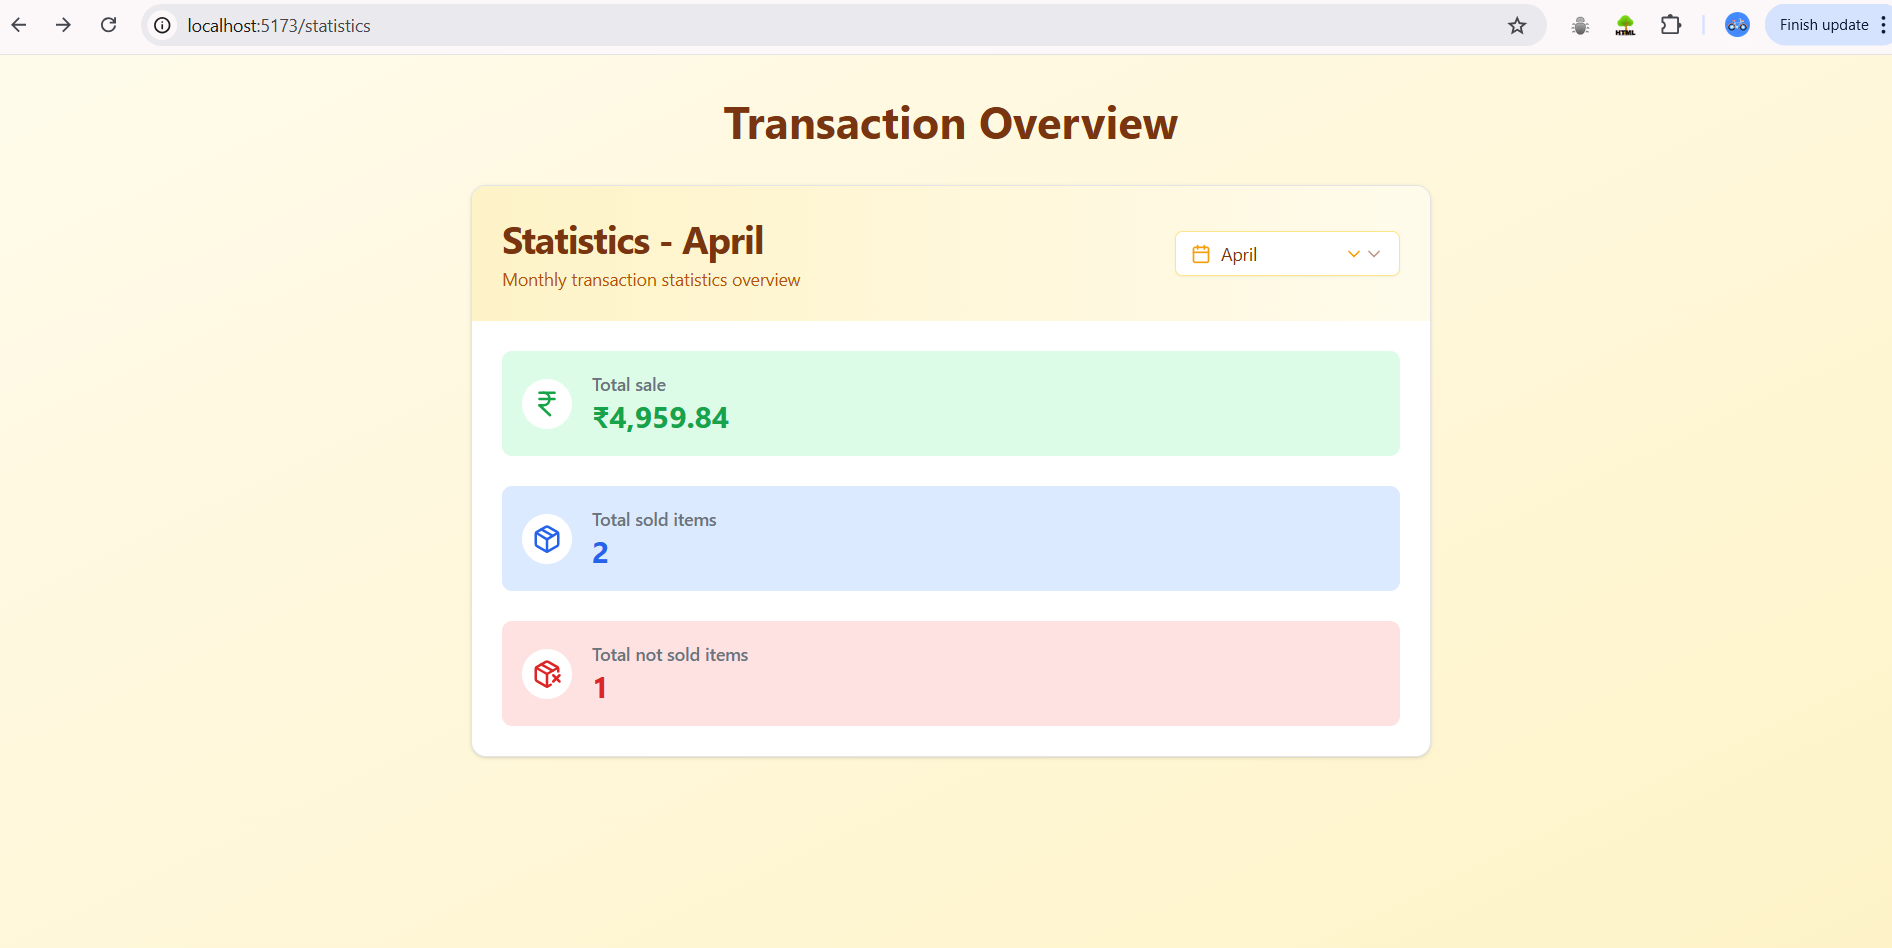 localhost:5173/statistics
HTML
Finish update
Transaction Overview
Statistics - April
Monthly transaction statistics overview
April
Total sale
₹4,959.84
Total sold items
2
Total not sold items
1